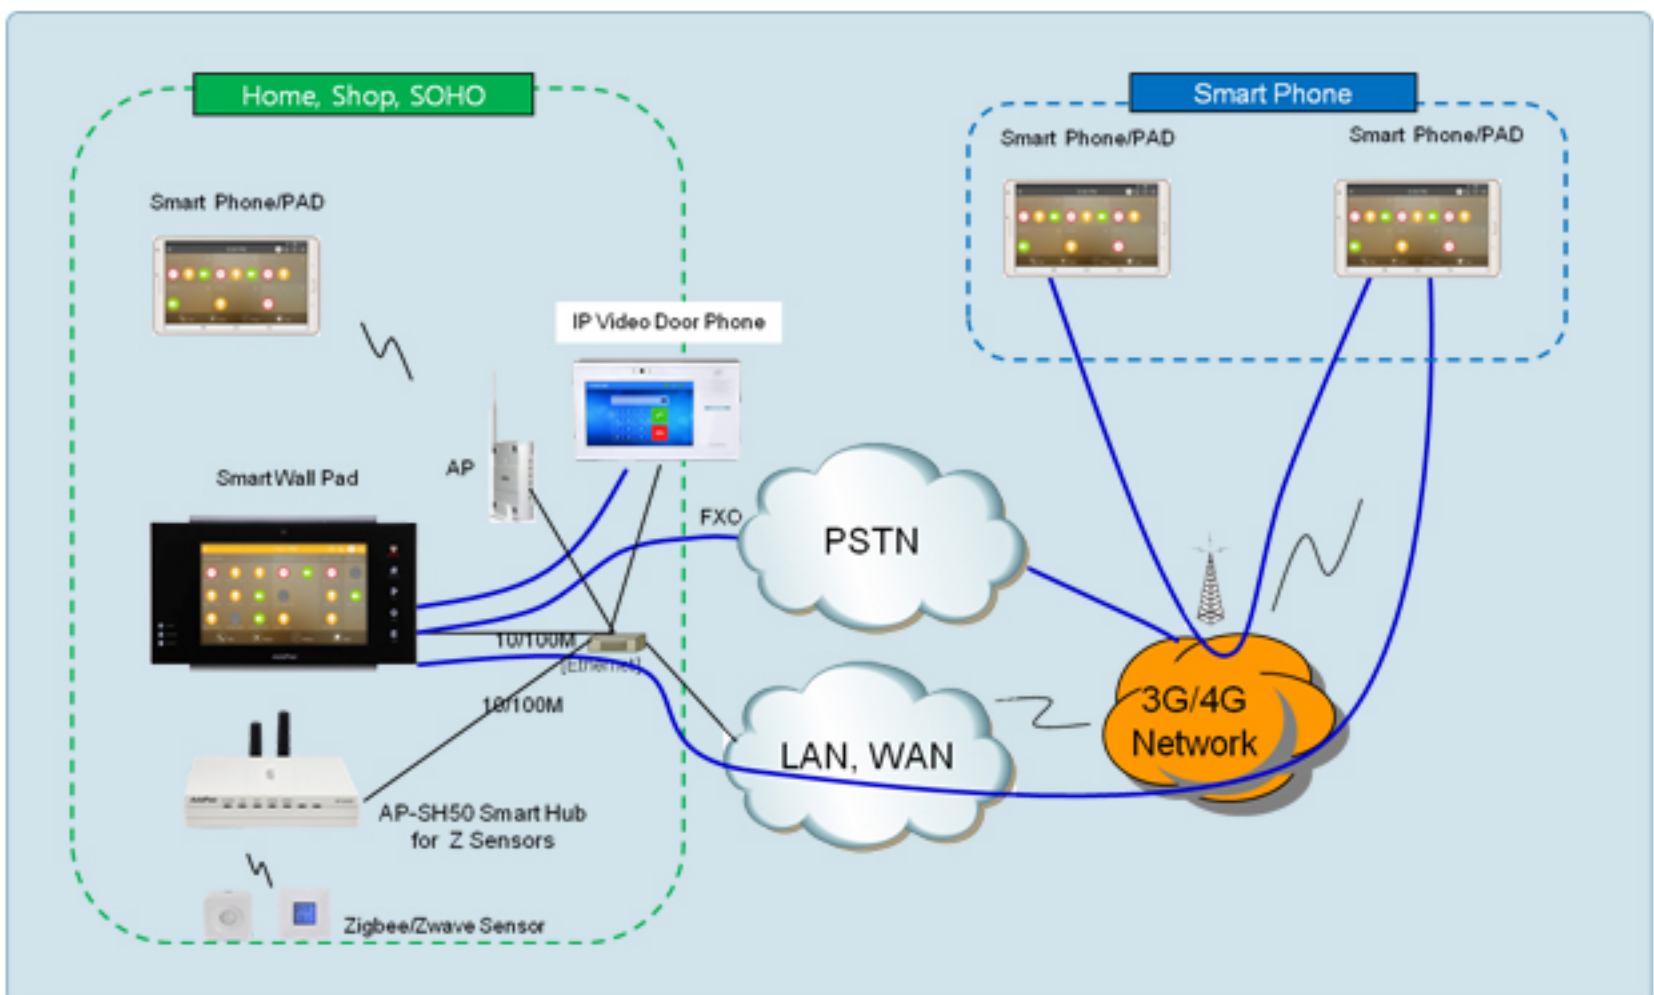 Home, Shop, SOHO
Smart Phone
Smart Phone/PAD
Smart Phone/PAD
Smart Phone/PAD
IP Video Door Phone
AP
Smart Wall Pad
FXO
PSTN
10/100M
[Ethernet]
10/100M
3G/4G
Network
LAN, WAN
AP-SH50 Smart Hub
for Z Sensors
Zigbee/Zwave Sensor